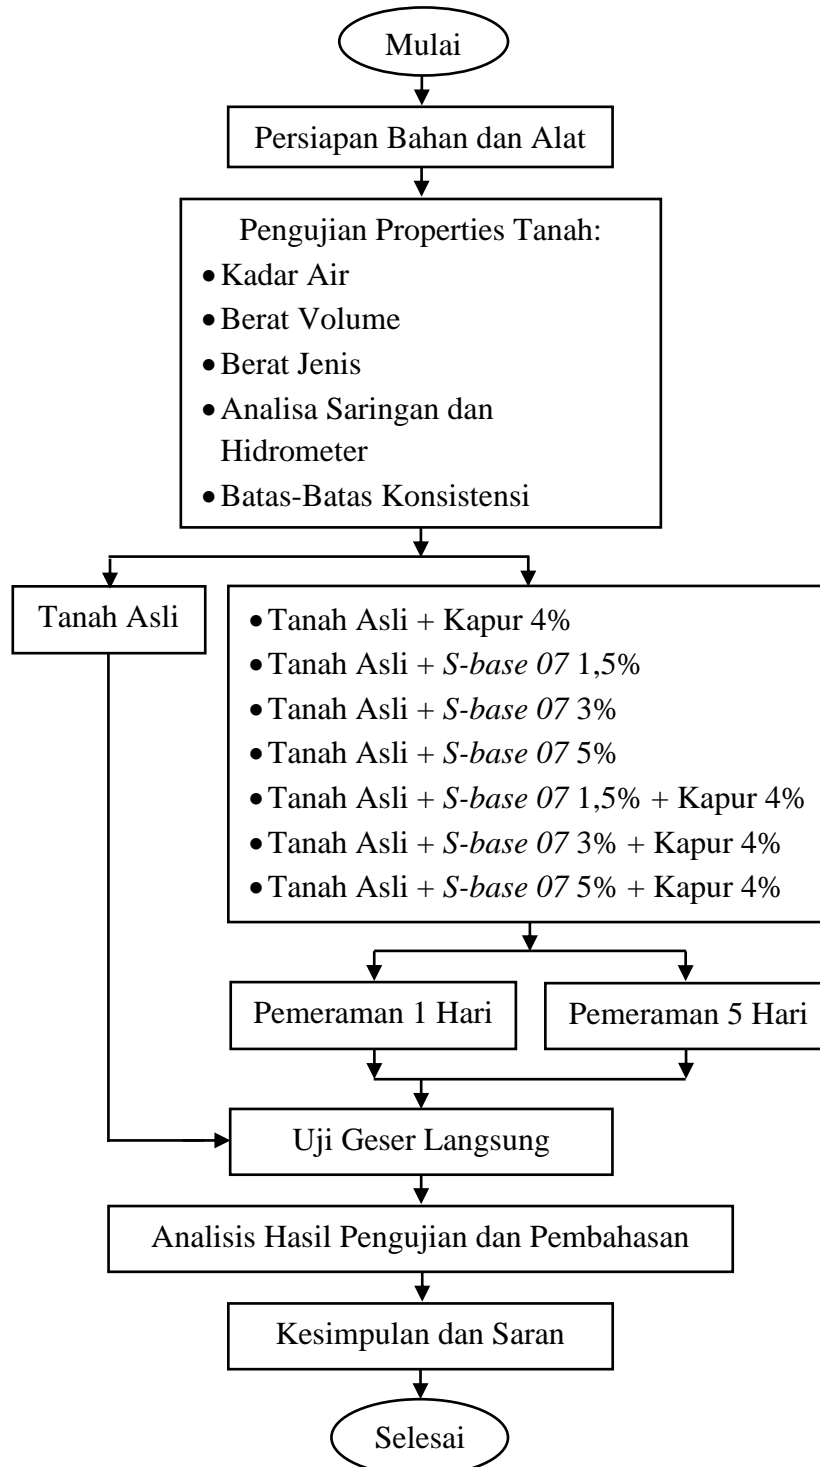 Mulai
Persiapan Bahan dan Alat
Pengujian Properties Tanah:
• Kadar Air
• Berat Volume
• Berat Jenis
• Analisa Saringan dan
Hidrometer
• Batas-Batas Konsistensi
Tanah Asli
• Tanah Asli + Kapur 4%
• Tanah Asli + S-base 07 1,5%
• Tanah Asli + S-base 07 3%
• Tanah Asli + S-base 07 5%
• Tanah Asli + S-base 07 1,5% + Kapur 4%
• Tanah Asli + S-base 07 3% + Kapur 4%
• Tanah Asli + S-base 07 5% + Kapur 4%
Pemeraman 1 Hari
Pemeraman 5 Hari
Uji Geser Langsung
Analisis Hasil Pengujian dan Pembahasan
Kesimpulan dan Saran
Selesai